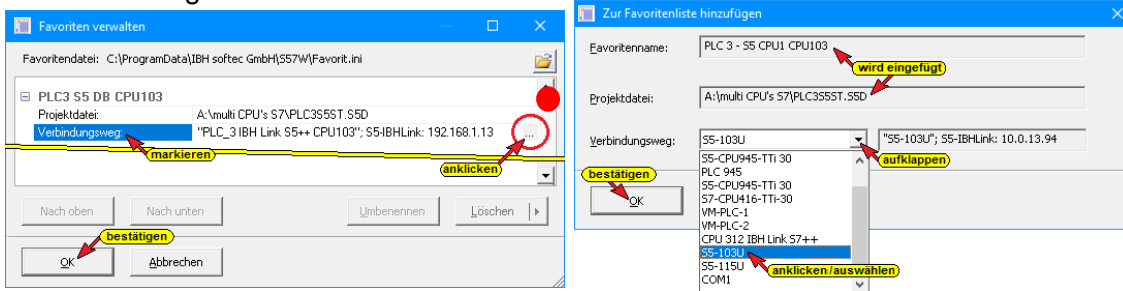 Favoriten verwalten
Favoritendatei: C:\ProgramData\IBH softec GmbH\S57W\Favorit.ini
PLC3 S5 DB CPU103
Projektdatei: A:\multi CPU's S7\PLC3S5ST.S5D
Verbindungsweg: "PLC_3 IBH Link S5++ CPU103"; S5-IBHLink: 192.168.1.13 ...
markieren
anklicken
Nach oben Nach unten Umbenennen Löschen
bestätigen
OK Abbrechen
Zur Favoritenliste hinzufügen
Favoritenname: PLC 3 - S5 CPU1 CPU103
wird eingefügt
Projektdatei: A:\multi CPU's S7\PLC3S5ST.S5D
Verbindungsweg: S5-103U "S5-103U"; S5-IBHLink: 10.0.13.94
aufklappen
bestätigen
OK
S5-CPU945-TTi 30
PLC 945
S5-CPU945-TTi 30
S7-CPU416-TTi-30
VM-PLC-1
VM-PLC-2
CPU 312 IBH Link S7++
S5-103U
S5-115U
anklicken/auswählen
COM1